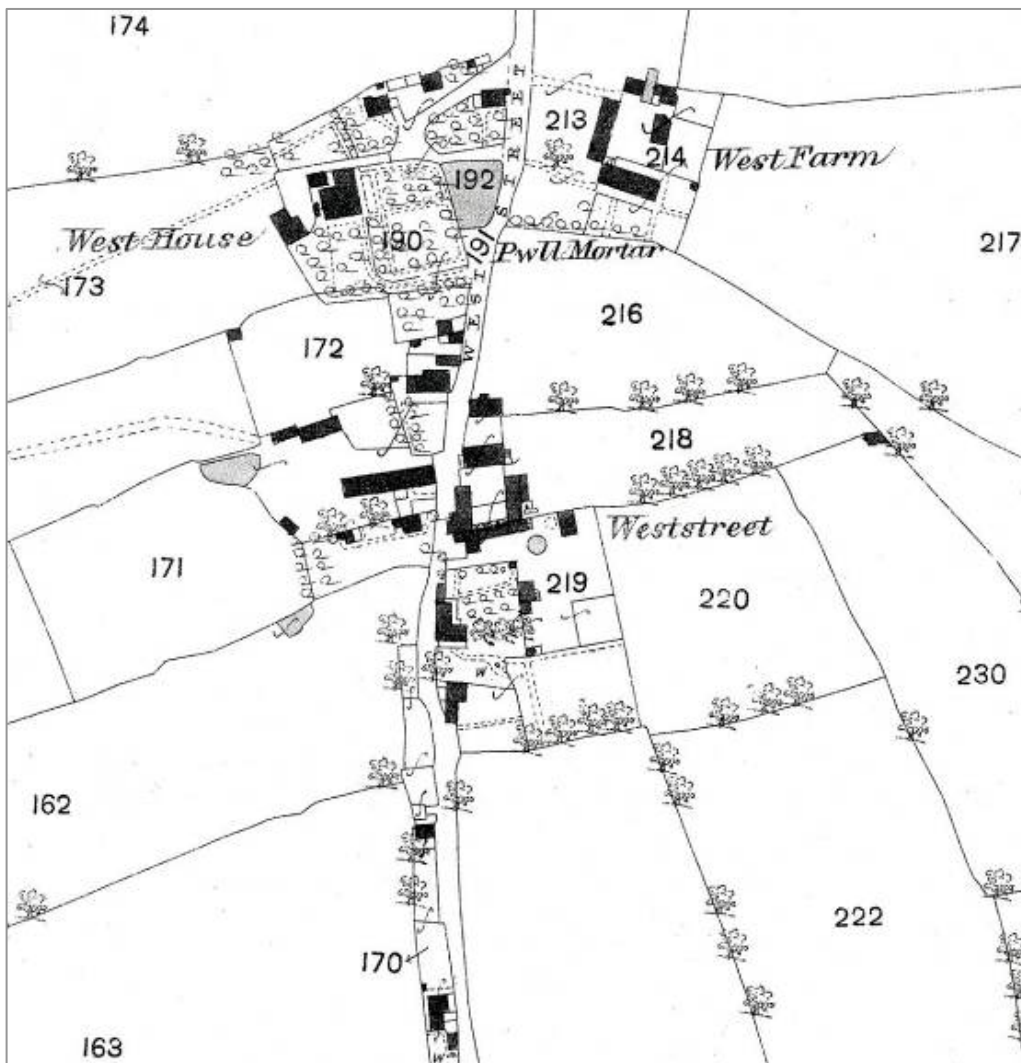 174
213
214
West Farm
192
190
191
WEST STREET
Pwll Mortar
West House
217
173
216
172
218
Weststreet
171
219
220
230
W
162
222
170
163
W